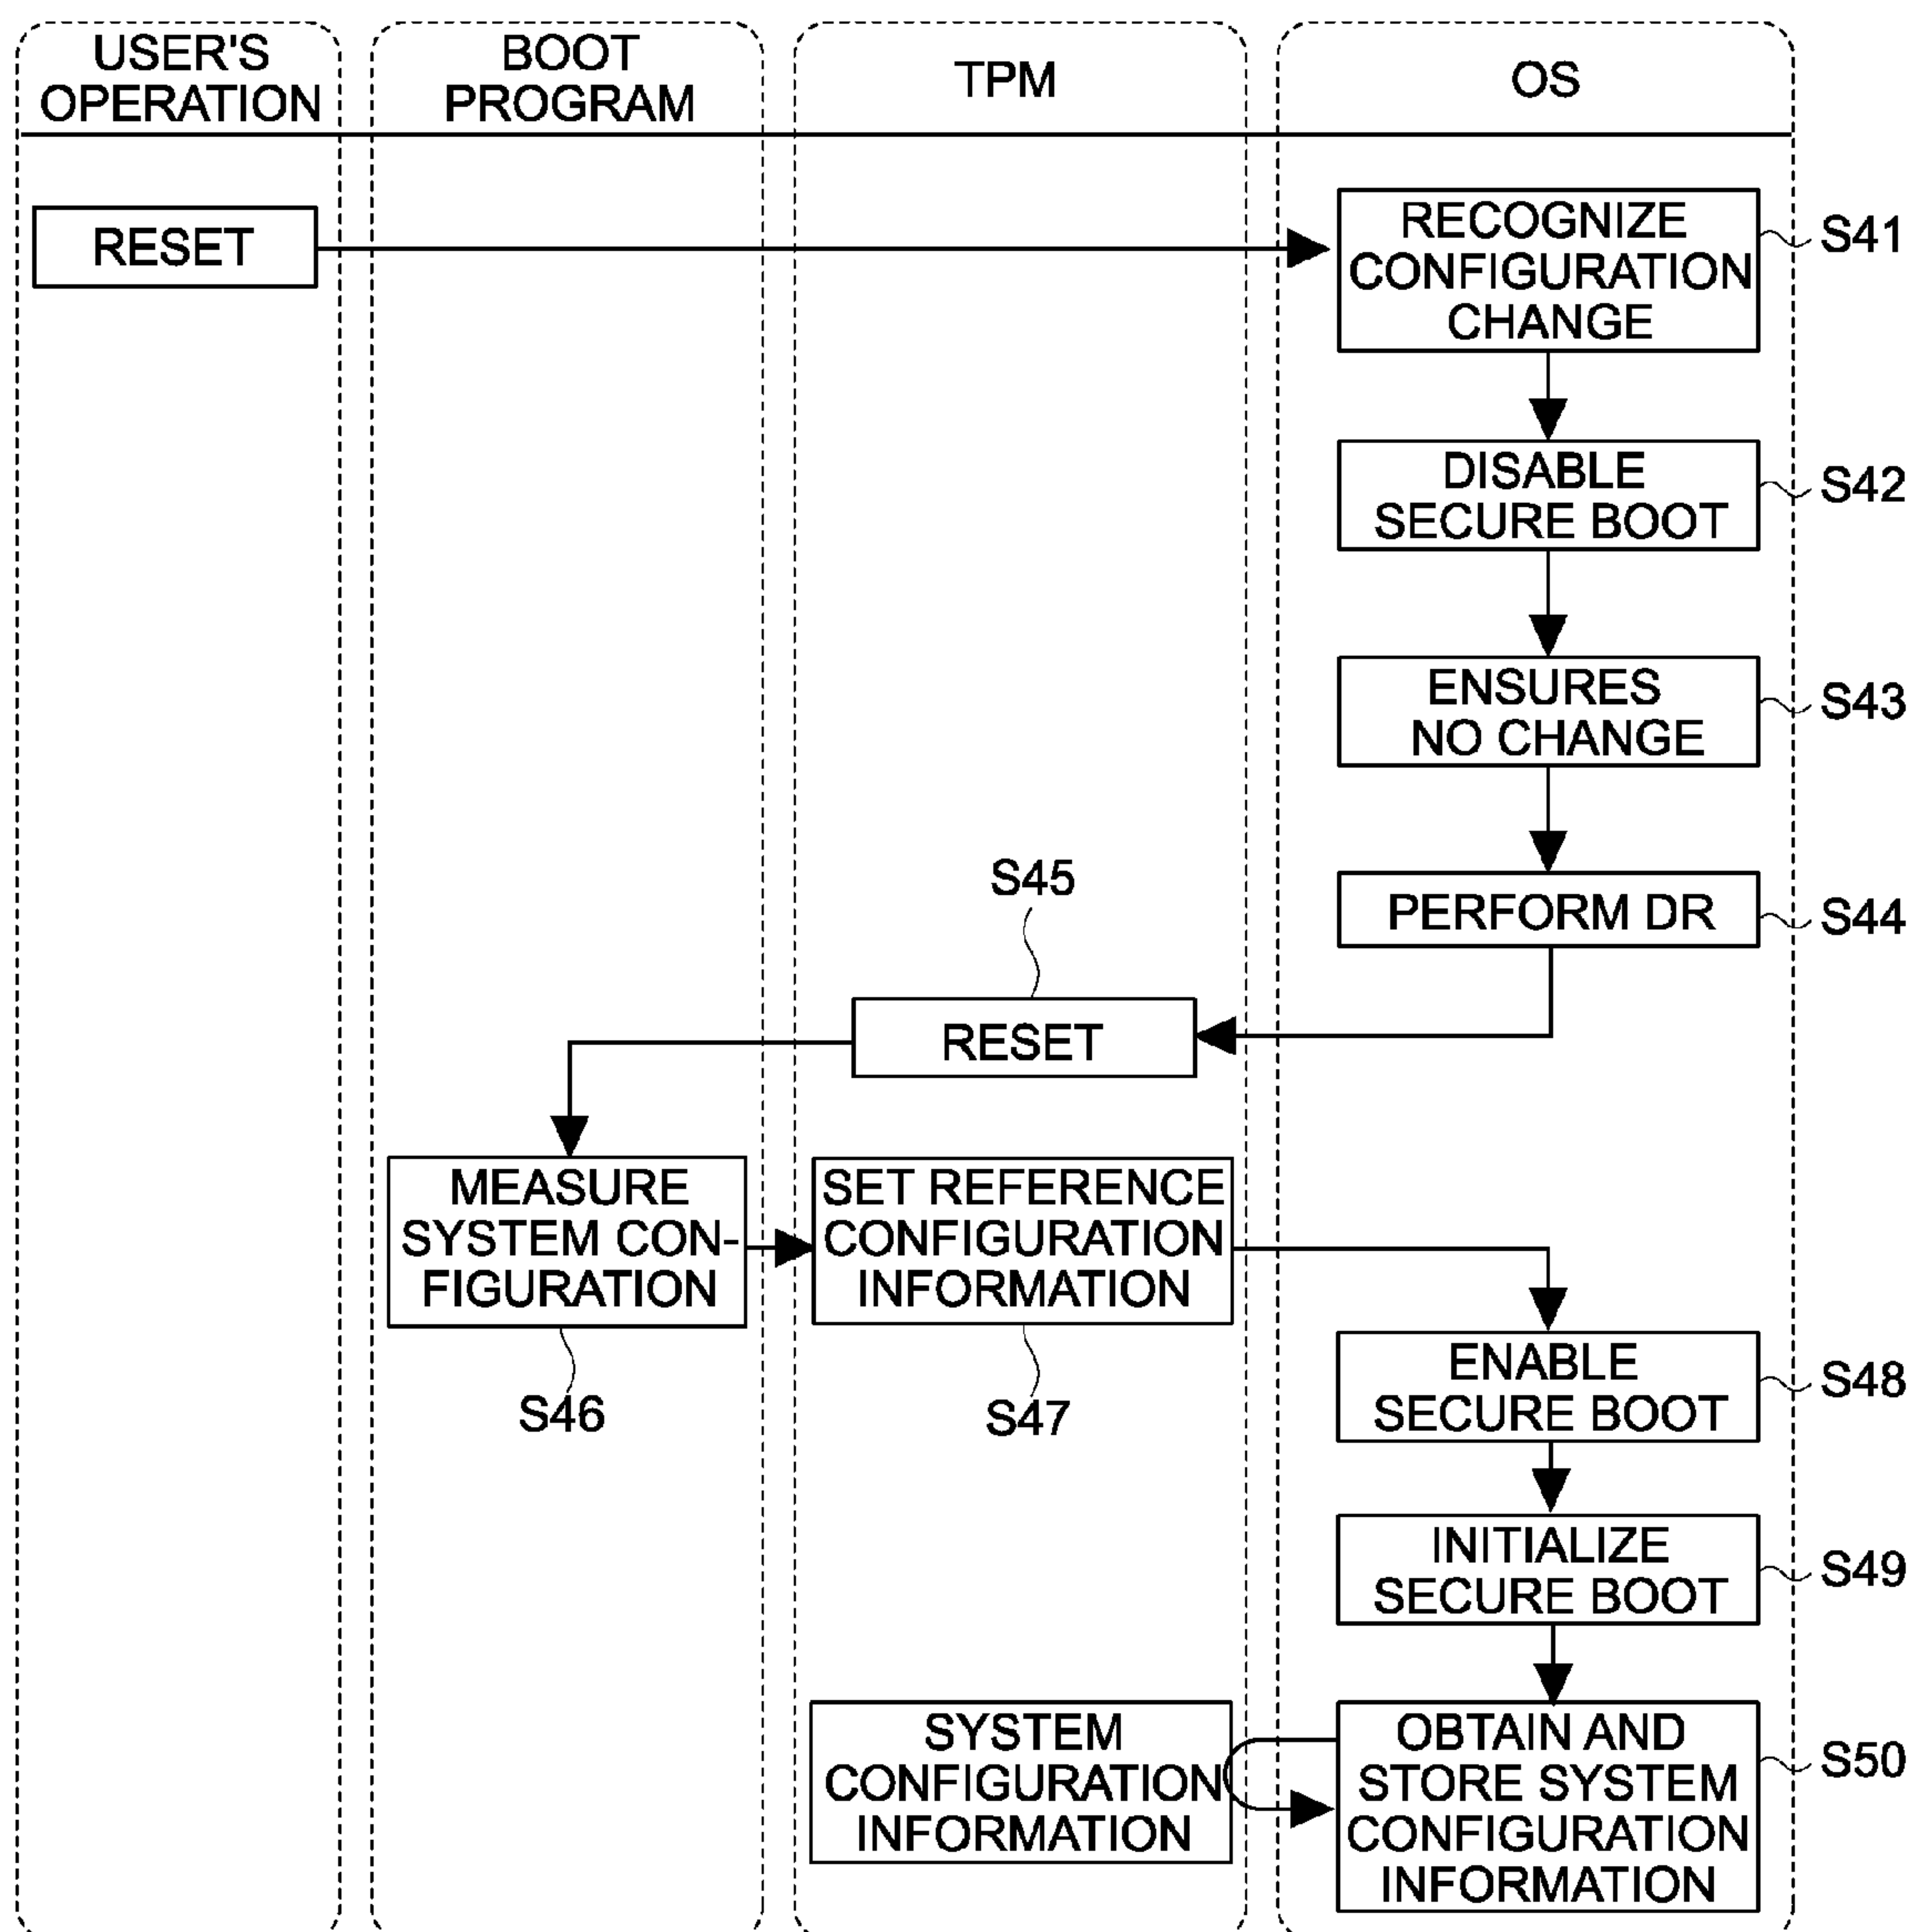 USER'S
OPERATION
BOOT
PROGRAM
TPM
OS
RESET
RECOGNIZE
CONFIGURATION
CHANGE
S41
DISABLE
SECURE BOOT
S42
ENSURES
NO CHANGE
S43
PERFORM DR
S44
S45
RESET
MEASURE
SYSTEM CON-
FIGURATION
S46
SET REFERENCE
CONFIGURATION
INFORMATION
S47
ENABLE
SECURE BOOT
S48
INITIALIZE
SECURE BOOT
S49
SYSTEM
CONFIGURATION
INFORMATION
OBTAIN AND
STORE SYSTEM
CONFIGURATION
INFORMATION
S50